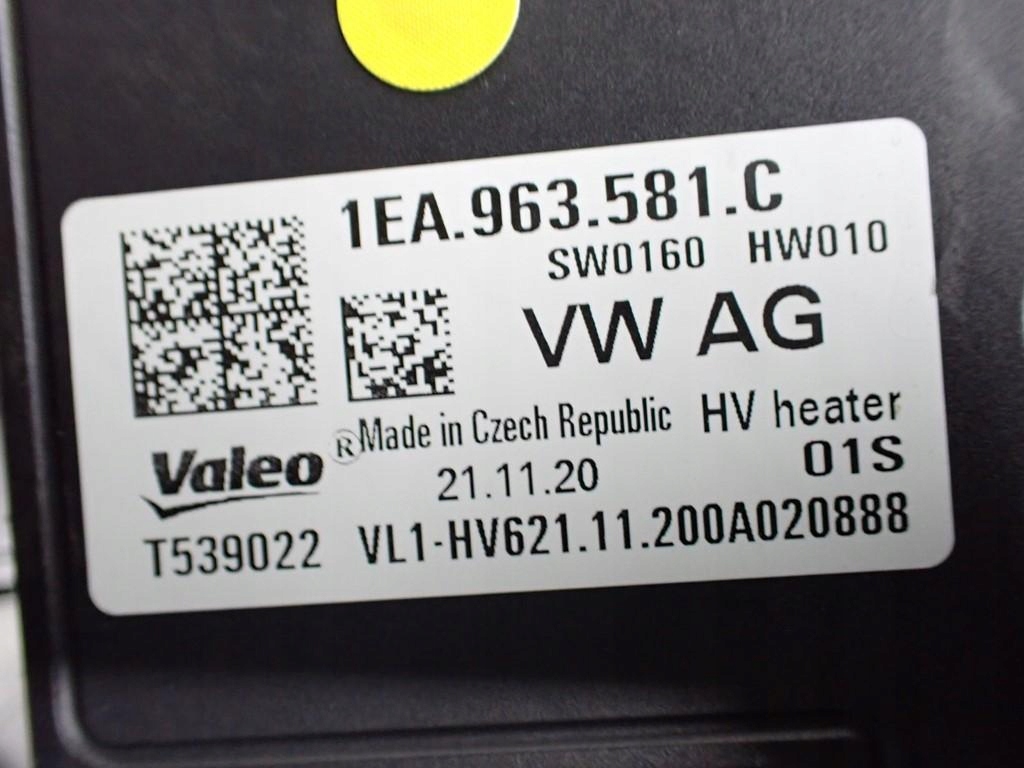 1EA.963.581.C
SW0160 HW010
VW AG
Valeo ®
Made in Czech Republic
HV heater
21.11.20
01S
T539022
VL1-HV621.11.200A020888